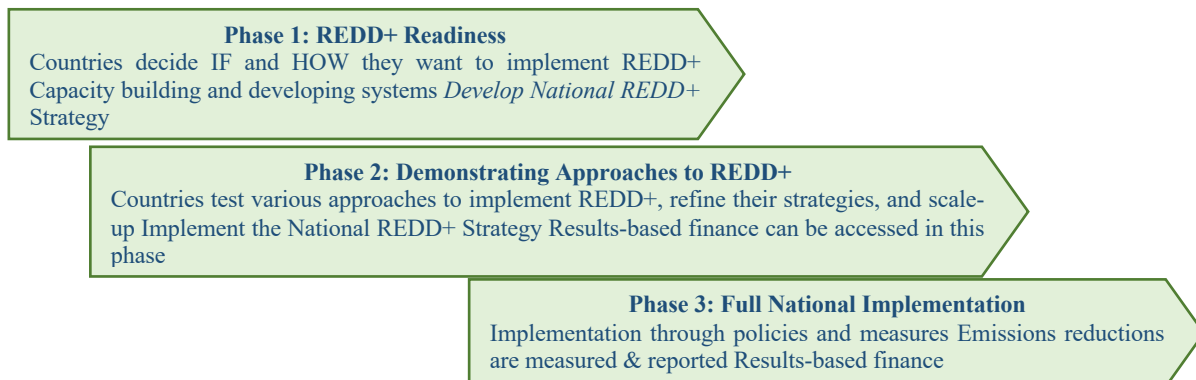 Phase 1: REDD+ Readiness
Countries decide IF and HOW they want to implement REDD+
Capacity building and developing systems Develop National REDD+
Strategy
Phase 2: Demonstrating Approaches to REDD+
Countries test various approaches to implement REDD+, refine their strategies, and scale-
up Implement the National REDD+ Strategy Results-based finance can be accessed in this
phase
Phase 3: Full National Implementation
Implementation through policies and measures Emissions reductions
are measured & reported Results-based finance